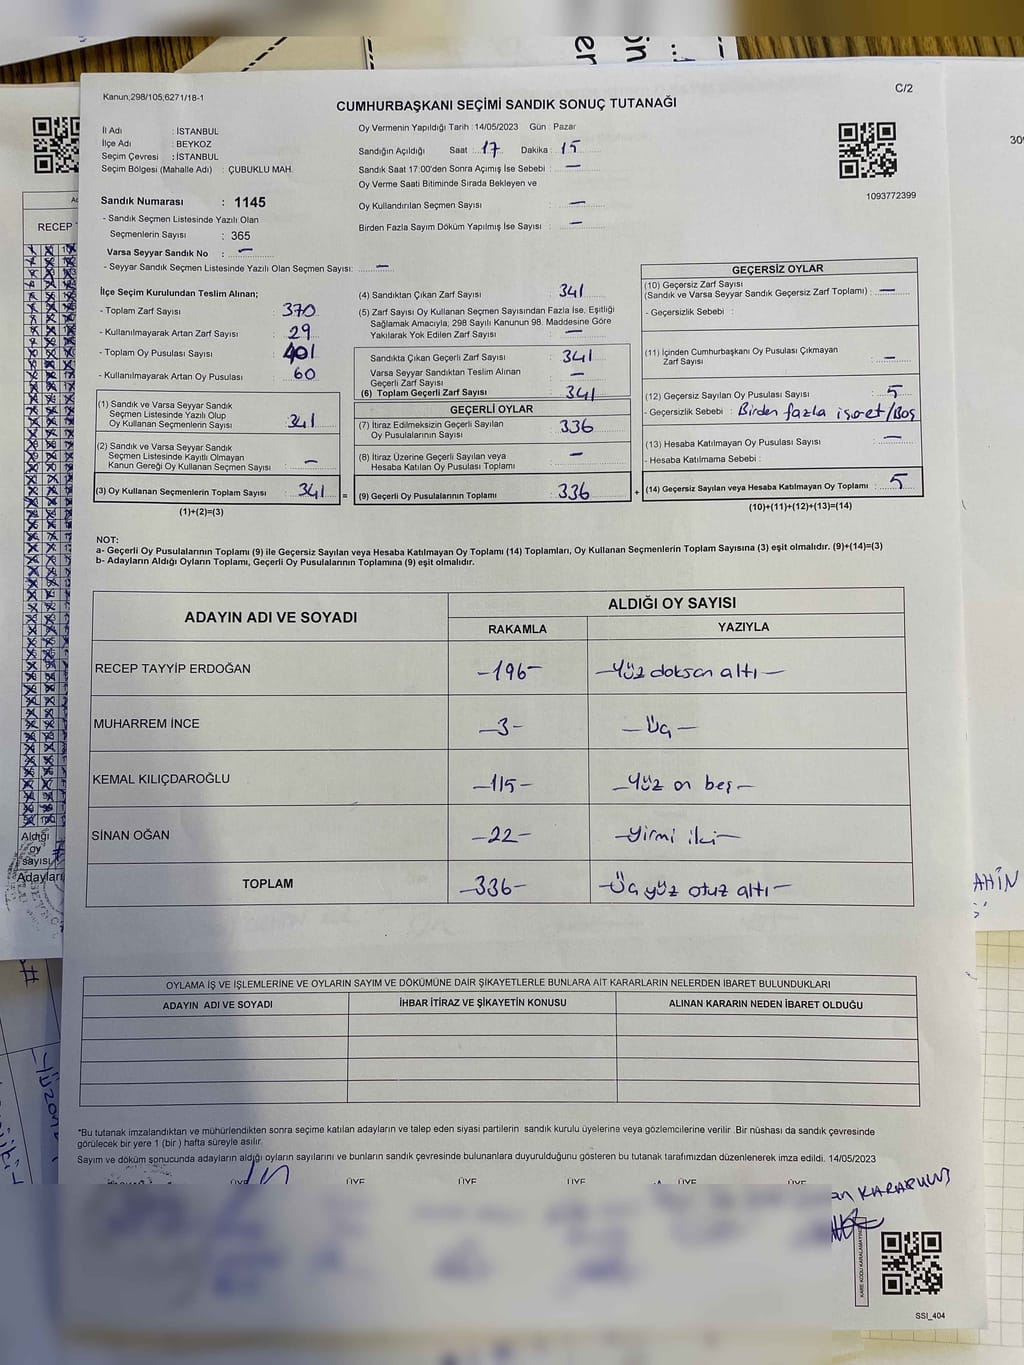 Kanun;298/105,6271/18-1
C/2
CUMHURBAŞKANI SEÇİMİ SANDIK SONUÇ TUTANAĞI
İl Adı : İSTANBUL
İlçe Adı : BEYKOZ
Seçim Çevresi : İSTANBUL
Seçim Bölgesi (Mahalle Adı) : ÇUBUKLU MAH.
Sandık Numarası : 1145
- Sandık Seçmen Listesinde Yazılı Olan
Seçmenlerin Sayısı : 365
Varsa Seyyar Sandık No : —
- Seyyar Sandık Seçmen Listesinde Yazılı Olan Seçmen Sayısı: —
Oy Vermenin Yapıldığı Tarih : 14/05/2023 Gün : Pazar
Sandığın Açıldığı Saat : 17 Dakika : 15
Sandık Saat 17:00'den Sonra Açımış İse Sebebi : —
Oy Verme Saati Bitiminde Sırada Bekleyen ve
Oy Kullandırılan Seçmen Sayısı : —
Birden Fazla Sayım Döküm Yapılmış İse Sayısı : —
1093772399
İlçe Seçim Kurulundan Teslim Alınan;
- Toplam Zarf Sayısı : 370
- Kullanılmayarak Artan Zarf Sayısı : 29
- Toplam Oy Pusulası Sayısı : 401
- Kullanılmayarak Artan Oy Pusulası : 60
(1) Sandık ve Varsa Seyyar Sandık
Seçmen Listesinde Yazılı Olup
Oy Kullanan Seçmenlerin Sayısı : 341
(2) Sandık ve Varsa Seyyar Sandık
Seçmen Listesinde Kayıtlı Olmayan
Kanun Gereği Oy Kullanan Seçmen Sayısı : —
(3) Oy Kullanan Seçmenlerin Toplam Sayısı : 341
(1)+(2)=(3)
=
(4) Sandıktan Çıkan Zarf Sayısı : 341
(5) Zarf Sayısı Oy Kullanan Seçmen Sayısından Fazla İse, Eşitliği
Sağlamak Amacıyla; 298 Sayılı Kanunun 98. Maddesine Göre
Yakılarak Yok Edilen Zarf Sayısı : —
Sandıkta Çıkan Geçerli Zarf Sayısı : 341
Varsa Seyyar Sandıktan Teslim Alınan
Geçerli Zarf Sayısı : —
(6) Toplam Geçerli Zarf Sayısı : 341
GEÇERLİ OYLAR
(7) İtiraz Edilmeksizin Geçerli Sayılan
Oy Pusulalarının Sayısı : 336
(8) İtiraz Üzerine Geçerli Sayılan veya
Hesaba Katılan Oy Pusulası Toplamı : —
(9) Geçerli Oy Pusulalarının Toplamı : 336
+
GEÇERSİZ OYLAR
(10) Geçersiz Zarf Sayısı
(Sandık ve Varsa Seyyar Sandık Geçersiz Zarf Toplamı) : —
- Geçersizlik Sebebi :
(11) İçinden Cumhurbaşkanı Oy Pusulası Çıkmayan
Zarf Sayısı : —
(12) Geçersiz Sayılan Oy Pusulası Sayısı : 5
- Geçersizlik Sebebi : Birden fazla işaret/Boş
(13) Hesaba Katılmayan Oy Pusulası Sayısı : —
- Hesaba Katılmama Sebebi :
(14) Geçersiz Sayılan veya Hesaba Katılmayan Oy Toplamı : 5
(10)+(11)+(12)+(13)=(14)
NOT:
a- Geçerli Oy Pusulalarının Toplamı (9) ile Geçersiz Sayılan veya Hesaba Katılmayan Oy Toplamı (14) Toplamları, Oy Kullanan Seçmenlerin Toplam Sayısına (3) eşit olmalıdır. (9)+(14)=(3)
b- Adayların Aldığı Oyların Toplamı, Geçerli Oy Pusulalarının Toplamına (9) eşit olmalıdır.
ADAYIN ADI VE SOYADI
ALDIĞI OY SAYISI
RAKAMLA YAZIYLA
RECEP TAYYİP ERDOĞAN —196— —Yüz doksan altı—
MUHARREM İNCE —3— —Üç—
KEMAL KILIÇDAROĞLU —115— —Yüz on beş—
SİNAN OĞAN —22— —Yirmi iki—
TOPLAM —336— —Üç yüz otuz altı—
OYLAMA İŞ VE İŞLEMLERİNE VE OYLARIN SAYIM VE DÖKÜMÜNE DAİR ŞİKAYETLERLE BUNLARA AİT KARARLARIN NELERDEN İBARET BULUNDUKLARI
ADAYIN ADI VE SOYADI İHBAR İTİRAZ VE ŞİKAYETİN KONUSU ALINAN KARARIN NEDEN İBARET OLDUĞU
*Bu tutanak imzalandıktan ve mühürlendikten sonra seçime katılan adayların ve talep eden siyasi partilerin sandık kurulu üyelerine veya gözlemcilerine verilir .Bir nüshası da sandık çevresinde
görülecek bir yere 1 (bir ) hafta süreyle asılır.
Sayım ve döküm sonucunda adayların aldığı oyların sayılarını ve bunların sandık çevresinde bulunanlara duyurulduğunu gösteren bu tutanak tarafımızdan düzenlenerek imza edildi. 14/05/2023
ÜYE ÜYE ÜYE ÜYE ÜYE ÜYE
SSI_404
RECEP
Aldığı
oy
sayısı
AHİN